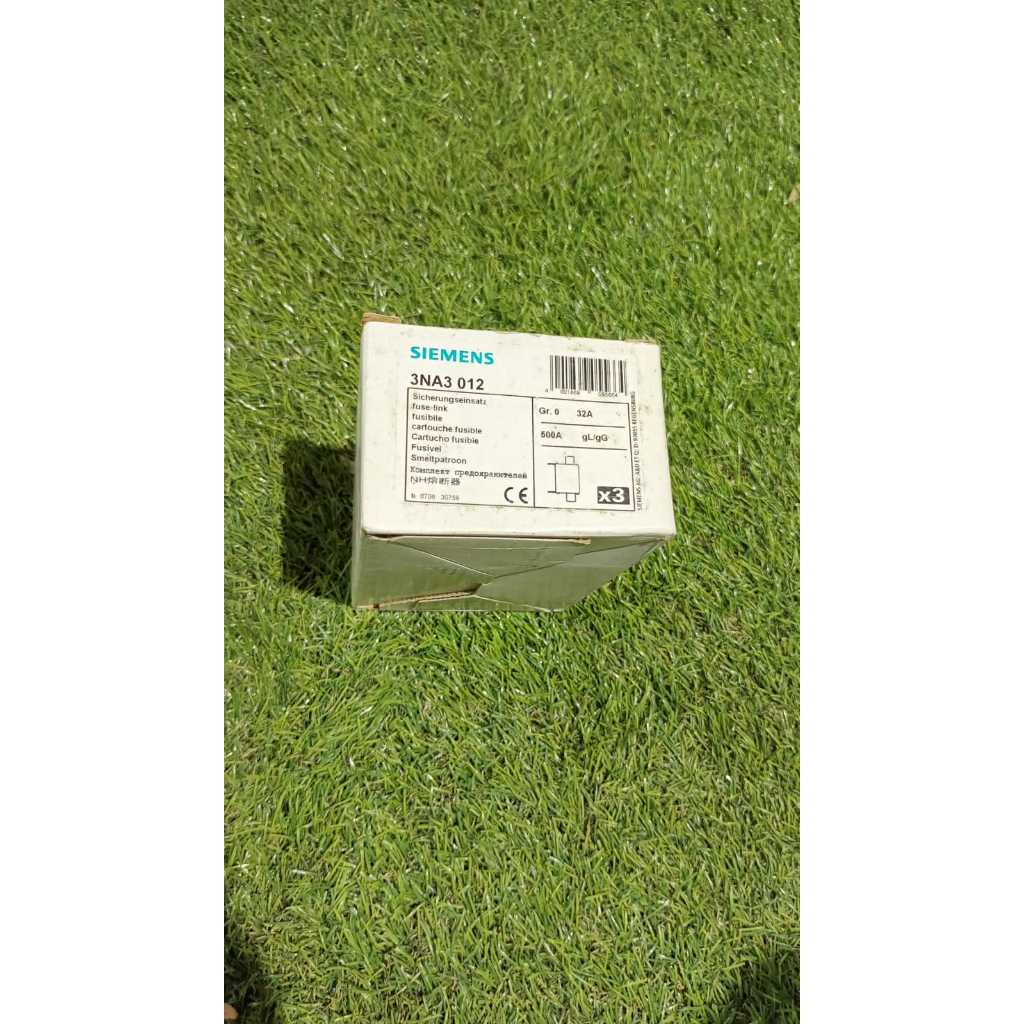 SIEMENS
3NA3 012
Sicherungseinsatz
fuse-link
fusibile
cartouche fusible
Cartucho fusible
Fusivel
Smeltpatroon
Комплект предохранителей
NH熔断器
CE
Gr. 0 32A
500A gL/gG
x3